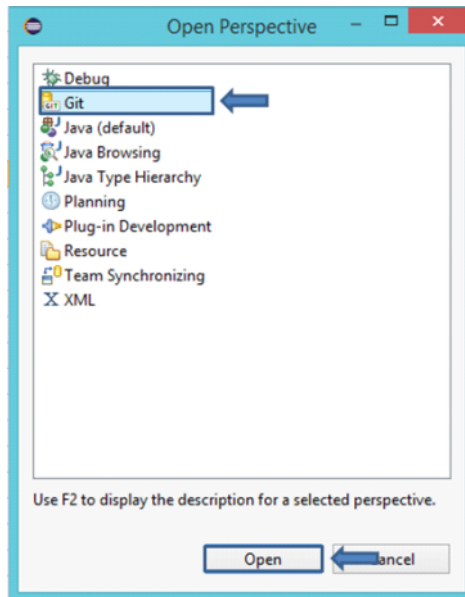 Open Perspective
Debug
Git
Java (default)
Java Browsing
Java Type Hierarchy
Planning
Plug-in Development
Resource
Team Synchronizing
XML
Use F2 to display the description for a selected perspective.
Open
ancel